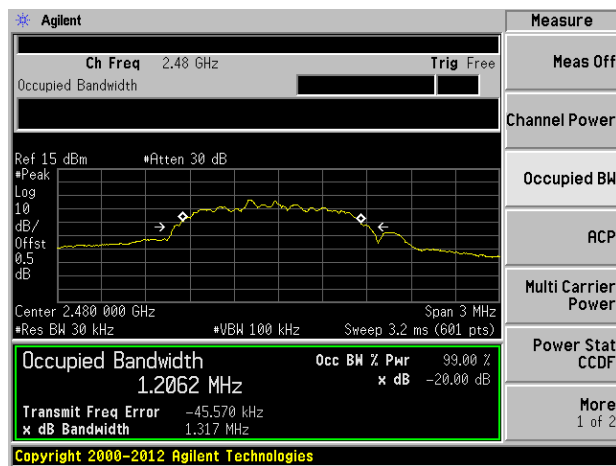 Agilent
Measure
Ch Freq 2.48 GHz Trig Free
Occupied Bandwidth
Meas Off
Channel Power
Occupied BW
ACP
Multi Carrier
Power
Power Stat
CCDF
More
1 of 2
Ref 15 dBm #Atten 30 dB
#Peak
Log
10
dB/
Offst
0.5
dB
Center 2.480 000 GHz Span 3 MHz
#Res BW 30 kHz #VBW 100 kHz Sweep 3.2 ms (601 pts)
Occupied Bandwidth Occ BW % Pwr 99.00 %
1.2062 MHz x dB -20.00 dB
Transmit Freq Error -45.570 kHz
x dB Bandwidth 1.317 MHz
Copyright 2000-2012 Agilent Technologies